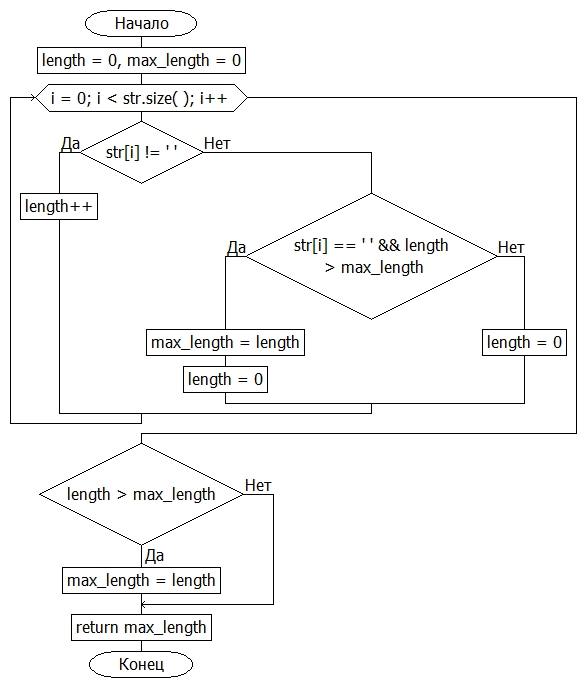 Начало
length = 0, max_length = 0
i = 0; i < str.size( ); i++
Да
Нет
str[i] != ' '
length++
Да
Нет
str[i] == ' ' && length
> max_length
max_length = length
length = 0
length = 0
length > max_length
Нет
Да
max_length = length
return max_length
Конец